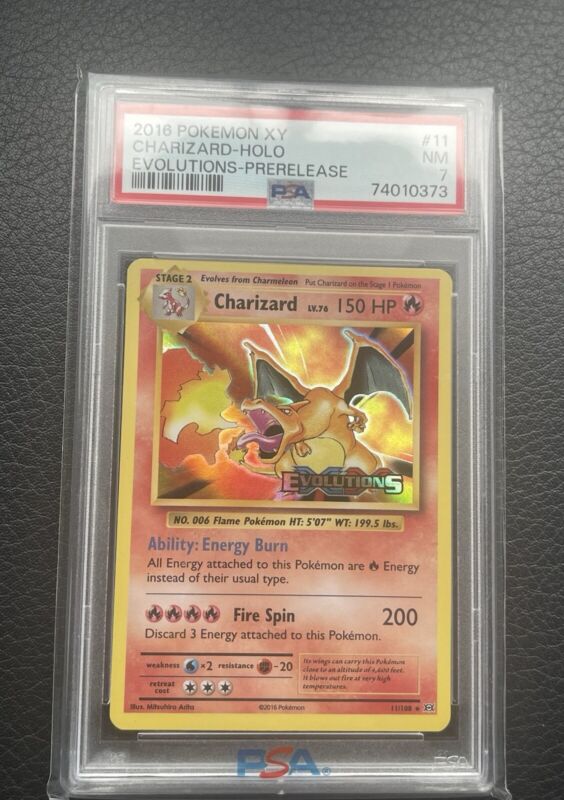 2016 POKEMON XY #11
CHARIZARD-HOLO NM
EVOLUTIONS-PRERELEASE 7
PSA 74010373
STAGE 2 Evolves from Charmeleon Put Charizard on the Stage 1 Pokémon
Charizard LV.76 150 HP
EVOLUTIONS
NO. 006 Flame Pokémon HT: 5'07" WT: 199.5 lbs.
Ability: Energy Burn
All Energy attached to this Pokémon are Energy
instead of their usual type.
Fire Spin 200
Discard 3 Energy attached to this Pokémon.
weakness ×2 resistance -20
retreat
cost
Its wings can carry this Pokémon
close to an altitude of 4,600 feet.
It blows out fire at very high
temperatures.
Illus. Mitsuhiro Arita ©2016 Pokémon 11/108
PSA
PSA